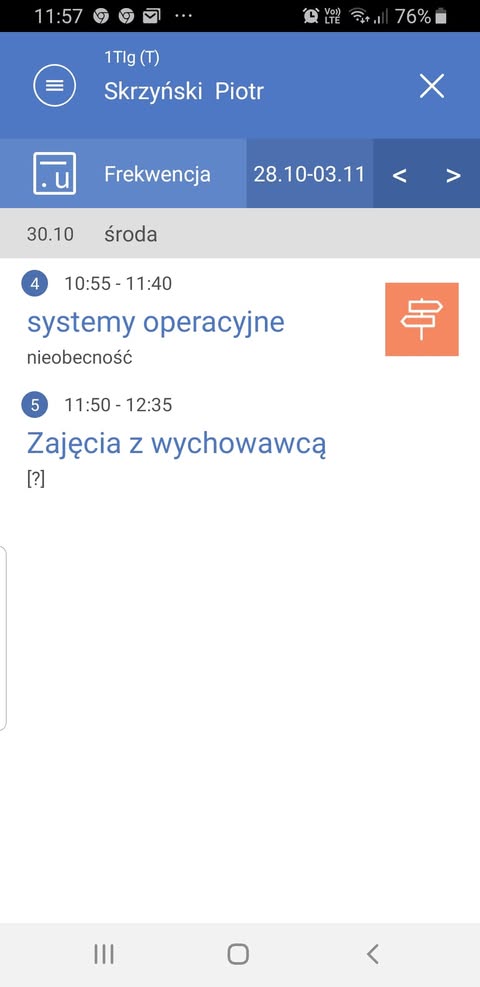 11:57 76%
Vo)) LTE
1TIg (T)
Skrzyński Piotr
.u Frekwencja 28.10-03.11 < >
30.10 środa
4 10:55 - 11:40
systemy operacyjne
nieobecność
5 11:50 - 12:35
Zajęcia z wychowawcą
[?]